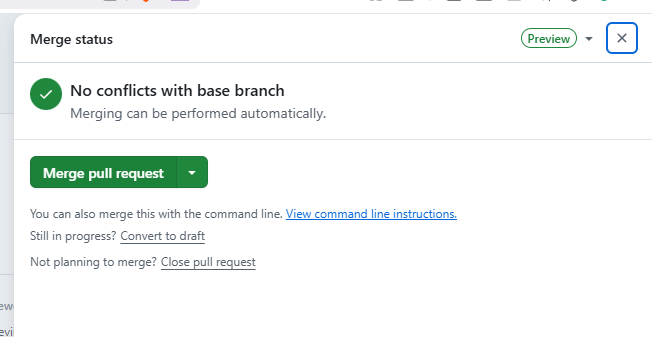 Merge status
Preview
No conflicts with base branch
Merging can be performed automatically.
Merge pull request
You can also merge this with the command line. View command line instructions.
Still in progress? Convert to draft
Not planning to merge? Close pull request